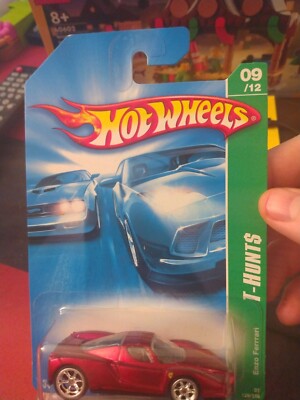 8+
09
/12
HOT WHEELS
T-HUNTS
Enzo Ferrari